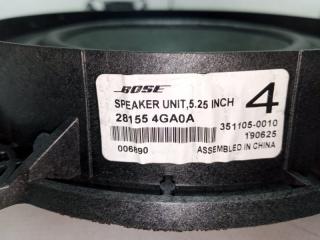 BOSE
SPEAKER UNIT,5.25 INCH
28155 4GA0A
4
351105-0010
190625
006890
ASSEMBLED IN CHINA